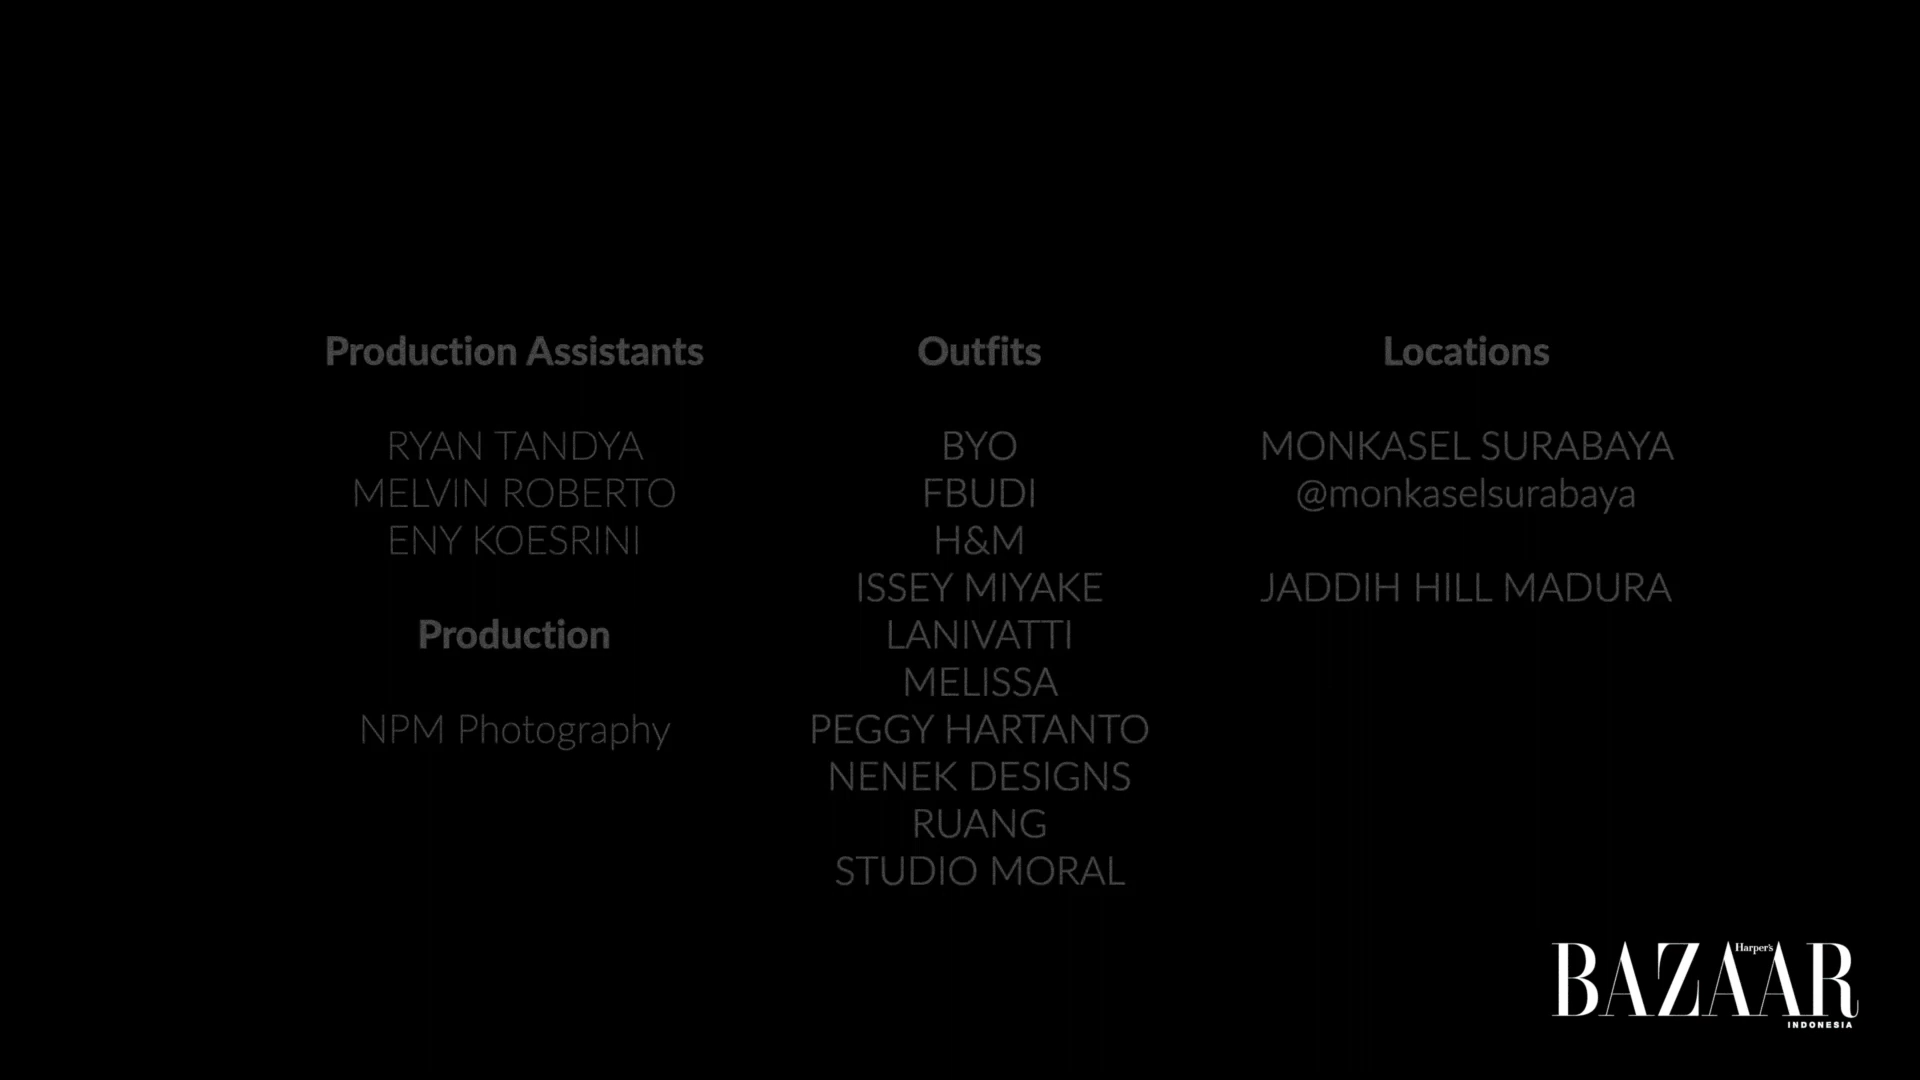 Production Assistants
RYAN TANDYA
MELVIN ROBERTO
ENY KOESRINI
Production
NPM Photography
Outfits
BYO
FBUDI
H&M
ISSEY MIYAKE
LANIVATTI
MELISSA
PEGGY HARTANTO
NENEK DESIGNS
RUANG
STUDIO MORAL
Locations
MONKASEL SURABAYA
@monkaselsurabaya
JADDIH HILL MADURA
Harper's
BAZAAR
INDONESIA